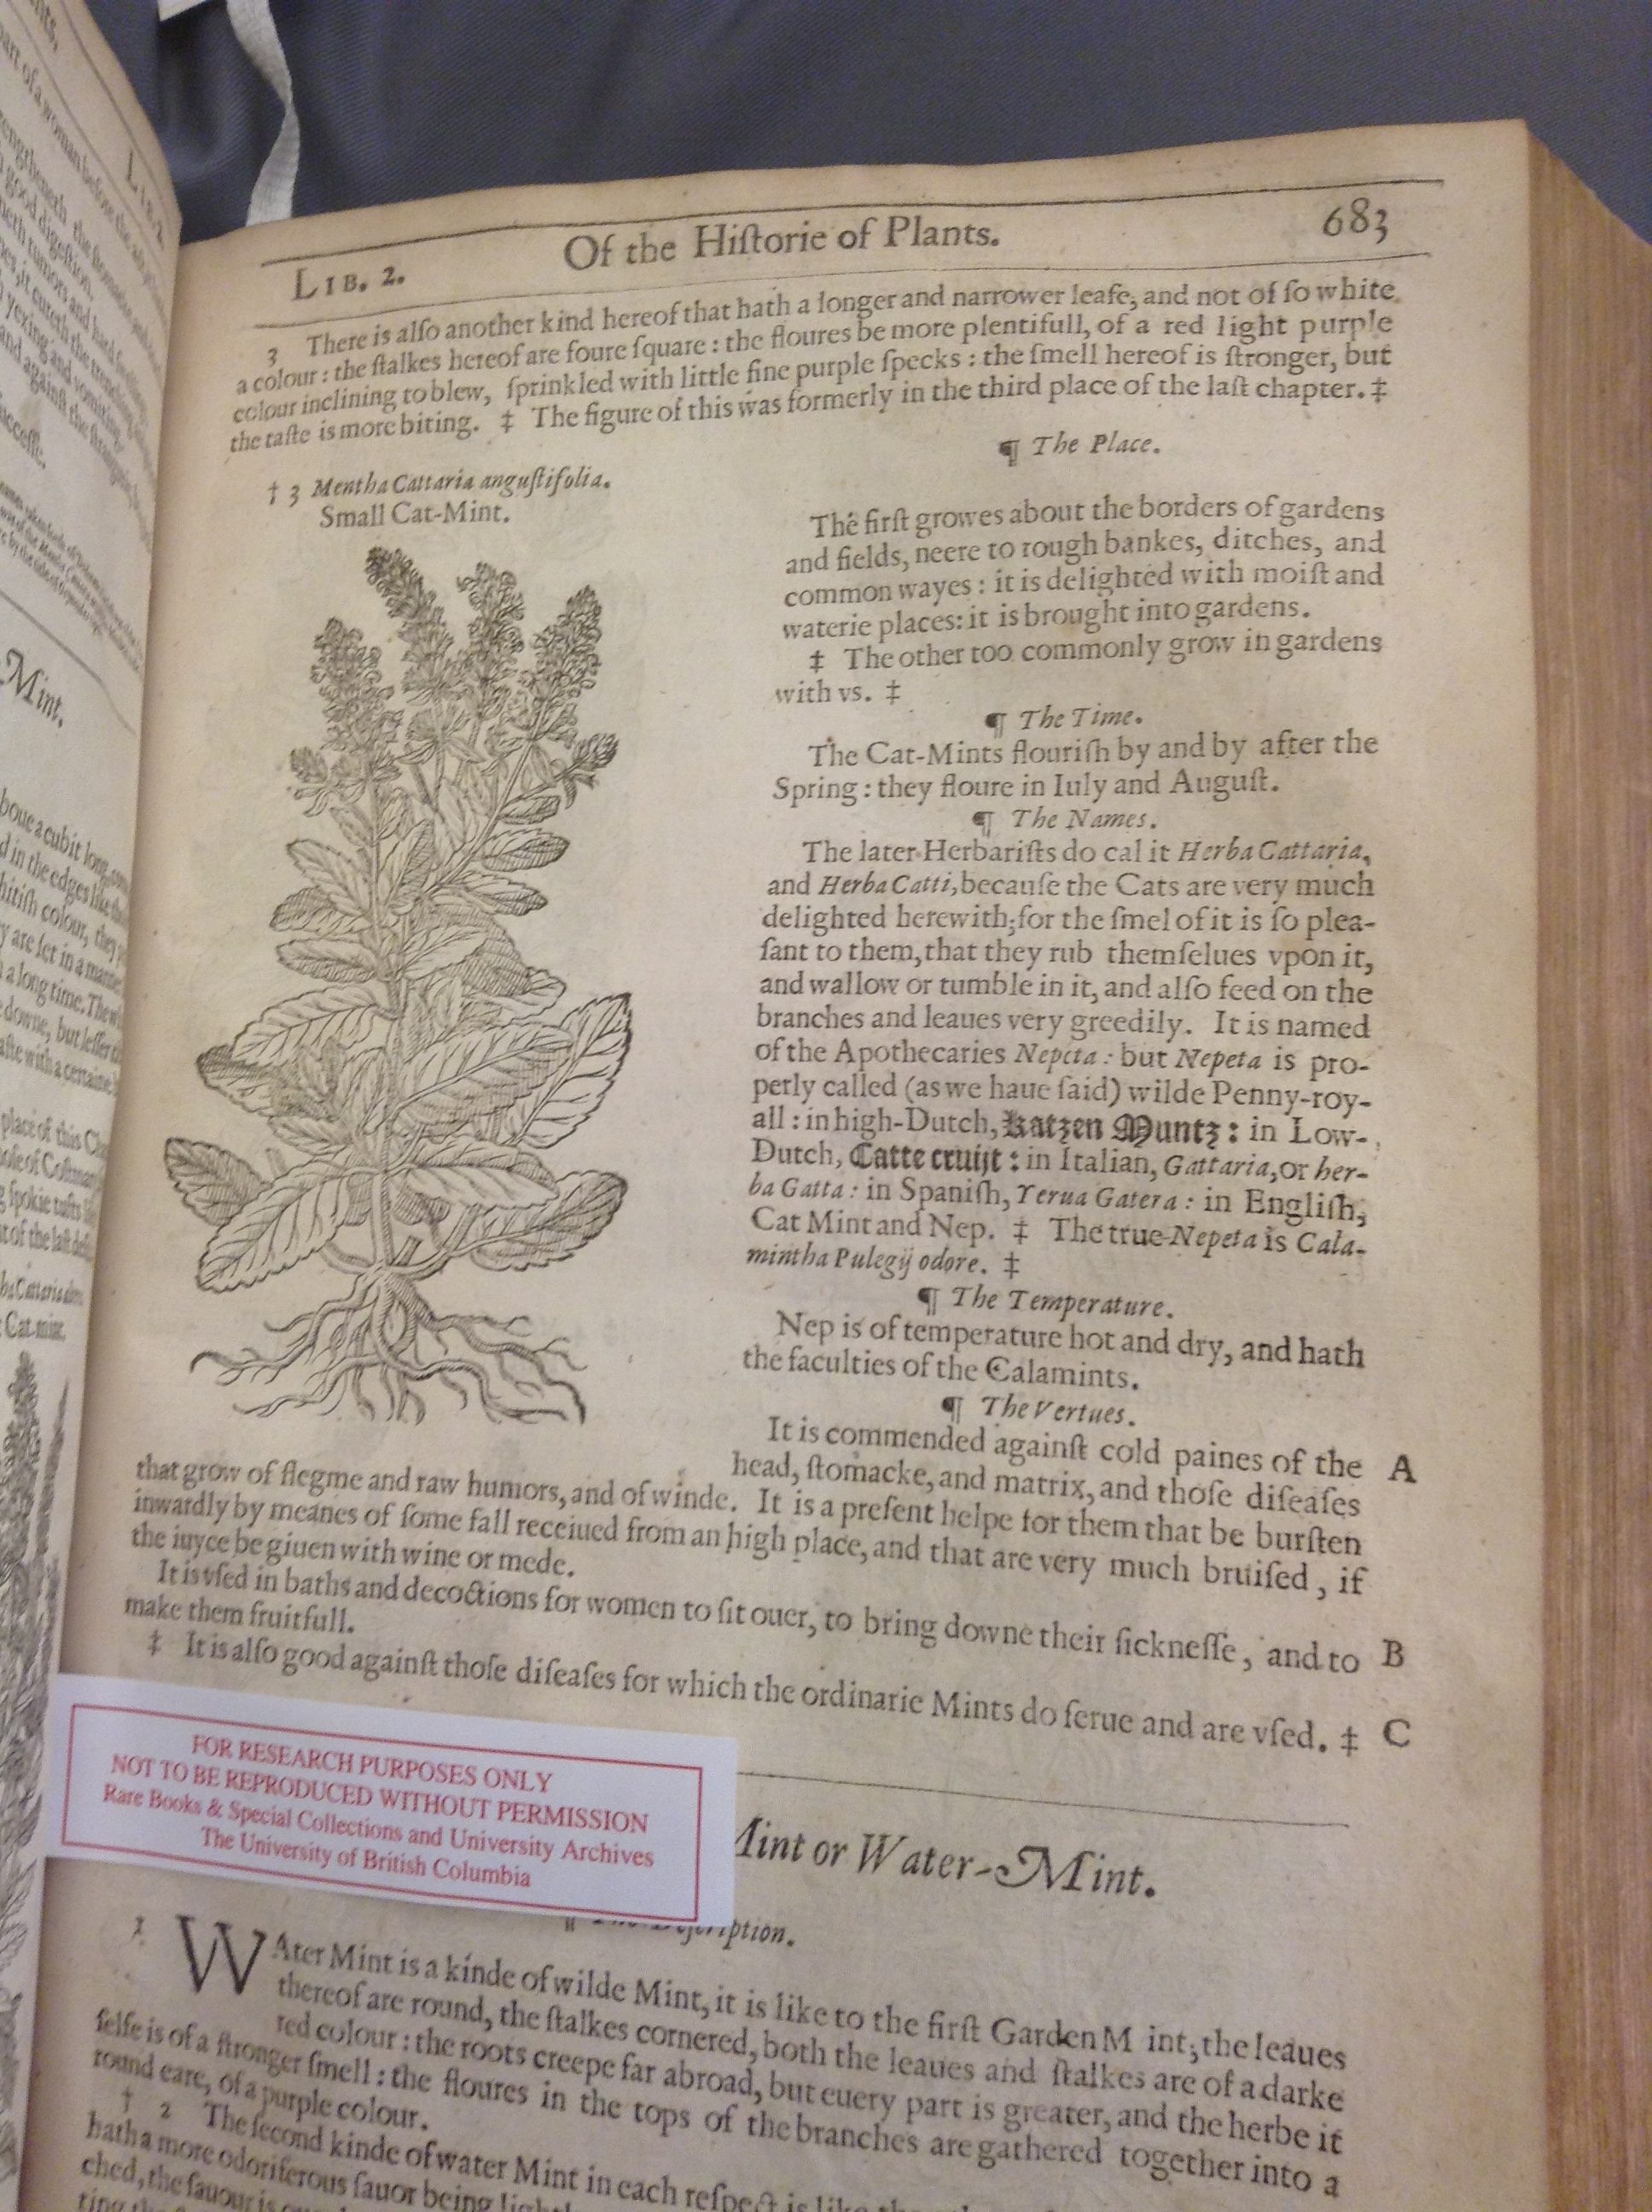 LIB. 2.
Of the Hiſtorie of Plants.
683
3 There is alſo another kind hereof that hath a longer and narrower leafe, and not of ſo white
a colour : the ſtalkes hereof are foure ſquare : the floures be more plentifull, of a red light purple
colour inclining to blew, ſprinkled with little fine purple ſpecks : the ſmell hereof is ſtronger, but
the taſte is more biting. ‡ The figure of this was formerly in the third place of the laſt chapter. ‡
† 3 Mentha Cattaria anguſtifolia.
Small Cat-Mint.
¶ The Place.
The firſt growes about the borders of gardens
and fields, neere to rough bankes, ditches, and
common wayes : it is delighted with moiſt and
waterie places: it is brought into gardens.
‡ The other too commonly grow in gardens
with vs. ‡
¶ The Time.
The Cat-Mints flouriſh by and by after the
Spring : they floure in Iuly and Auguſt.
¶ The Names.
The later Herbariſts do cal it Herba Cattaria,
and Herba Catti, becauſe the Cats are very much
delighted herewith; for the ſmel of it is ſo plea-
ſant to them, that they rub themſelues vpon it,
and wallow or tumble in it, and alſo feed on the
branches and leaues very greedily. It is named
of the Apothecaries Nepeta : but Nepeta is pro-
perly called (as we haue ſaid) wilde Penny-roy-
all : in high-Dutch, Katzen Muntz : in Low-
Dutch, Catte cruijt : in Italian, Gattaria, or her-
ba Gatta : in Spaniſh, Yerua Gatera : in Engliſh,
Cat Mint and Nep. ‡ The true Nepeta is Cala-
mintha Pulegij odore. ‡
¶ The Temperature.
Nep is of temperature hot and dry, and hath
the faculties of the Calamints.
¶ The Vertues.
It is commended againſt cold paines of the A
head, ſtomacke, and matrix, and thoſe diſeaſes
that grow of flegme and raw humors, and of winde. It is a preſent helpe for them that be burſten
inwardly by meanes of ſome fall receiued from an high place, and that are very much bruiſed, if
the iuyce be giuen with wine or mede.
It is vſed in baths and decoctions for women to ſit ouer, to bring downe their ſickneſſe, and to B
make them fruitfull.
‡ It is alſo good againſt thoſe diſeaſes for which the ordinarie Mints do ſerue and are vſed. ‡ C
FOR RESEARCH PURPOSES ONLY
NOT TO BE REPRODUCED WITHOUT PERMISSION
Rare Books & Special Collections and University Archives
The University of British Columbia
Mint or Water-Mint.
¶ The Deſcription.
1 WAter Mint is a kinde of wilde Mint, it is like to the firſt Garden M int; the leaues
thereof are round, the ſtalkes cornered, both the leaues and ſtalkes are of a darke
red colour : the roots creepe far abroad, but euery part is greater, and the herbe it
ſelfe is of a ſtronger ſmell : the floures in the tops of the branches are gathered together into a
round eare, of a purple colour.
† 2 The ſecond kinde of water Mint in each reſpect is like
hath a more odoriferous ſauor being
ched, the ſauour is